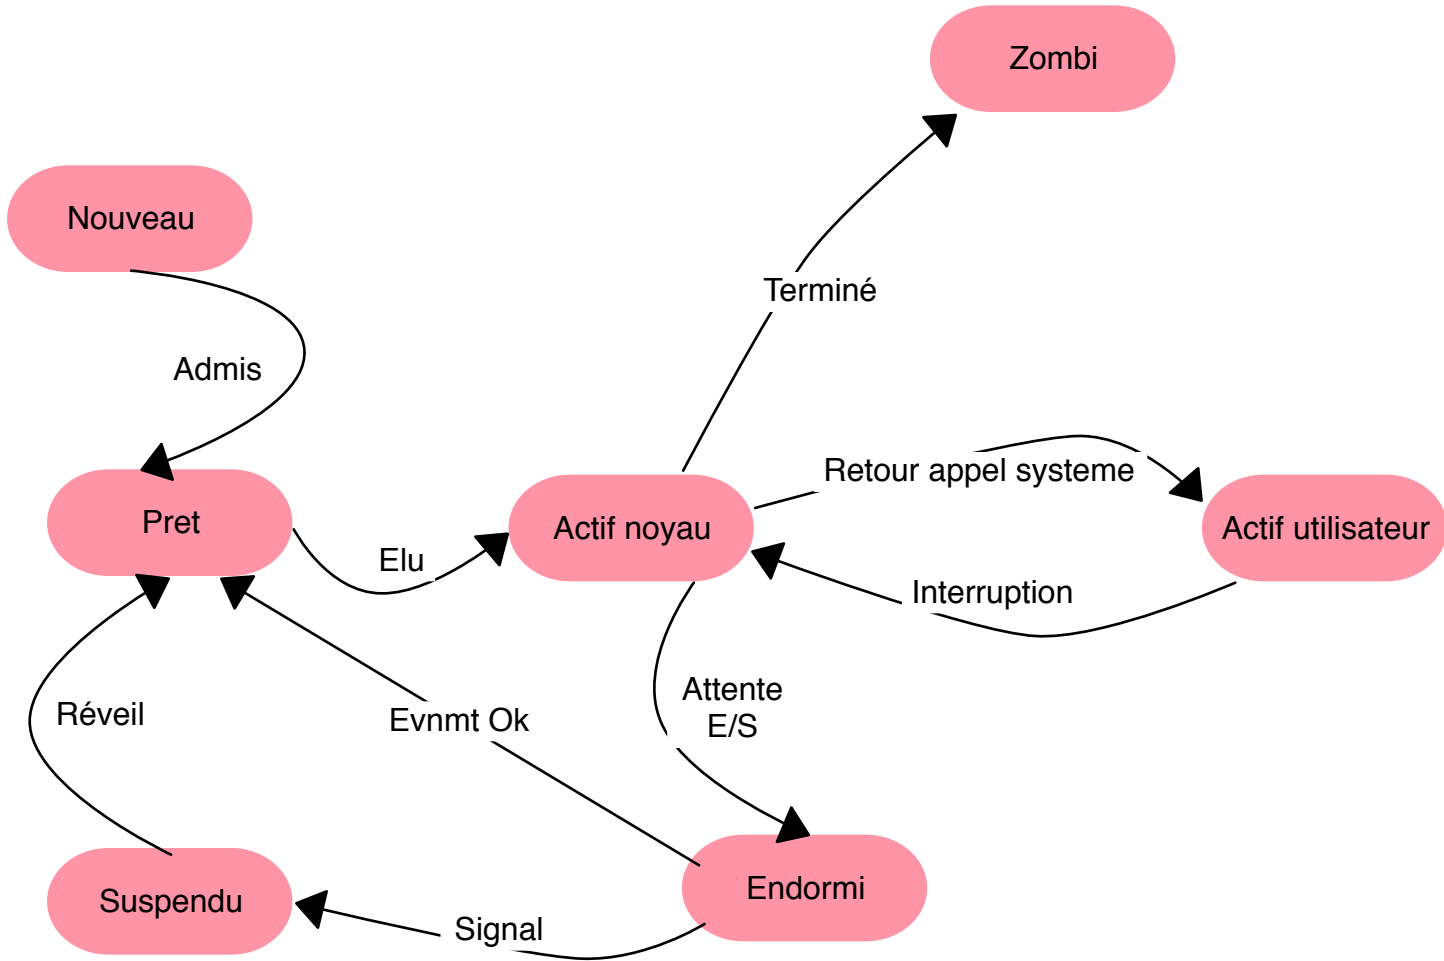 Zombi
Nouveau
Terminé
Admis
Retour appel systeme
Pret
Actif noyau
Actif utilisateur
Elu
Interruption
Attente
E/S
Réveil
Evnmt Ok
Endormi
Suspendu
Signal